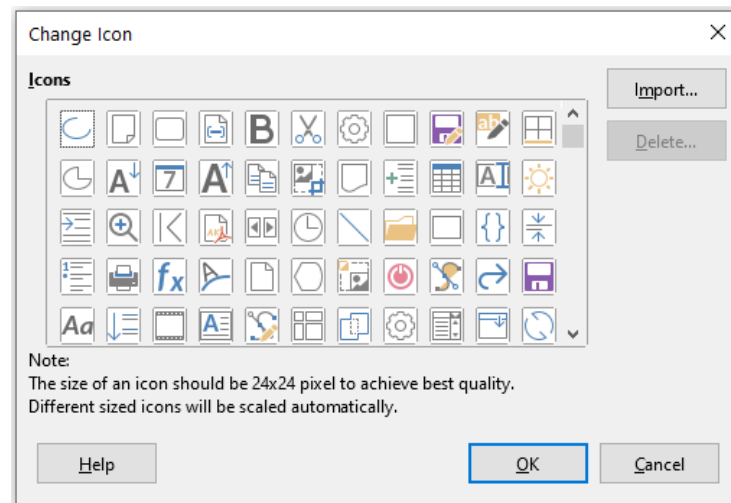 Change Icon
Icons
Import...
Delete...
Note:
The size of an icon should be 24x24 pixel to achieve best quality.
Different sized icons will be scaled automatically.
Help
OK
Cancel